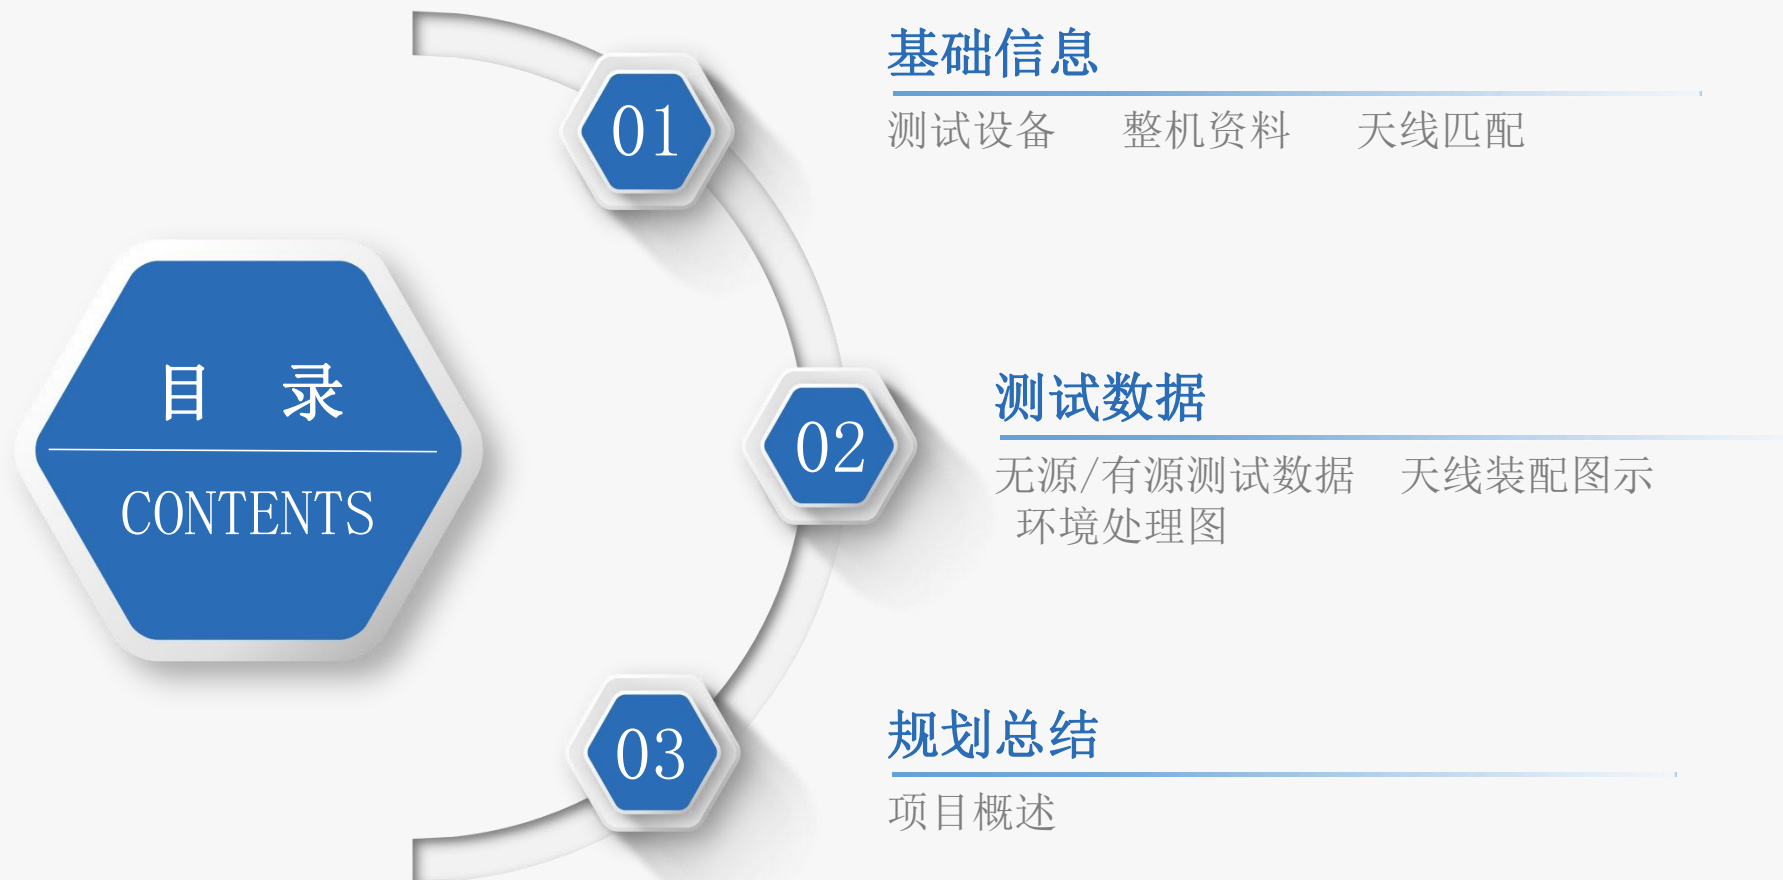 目 录
CONTENTS
01
基础信息
测试设备 整机资料 天线匹配
02
测试数据
无源/有源测试数据 天线装配图示
环境处理图
03
规划总结
项目概述